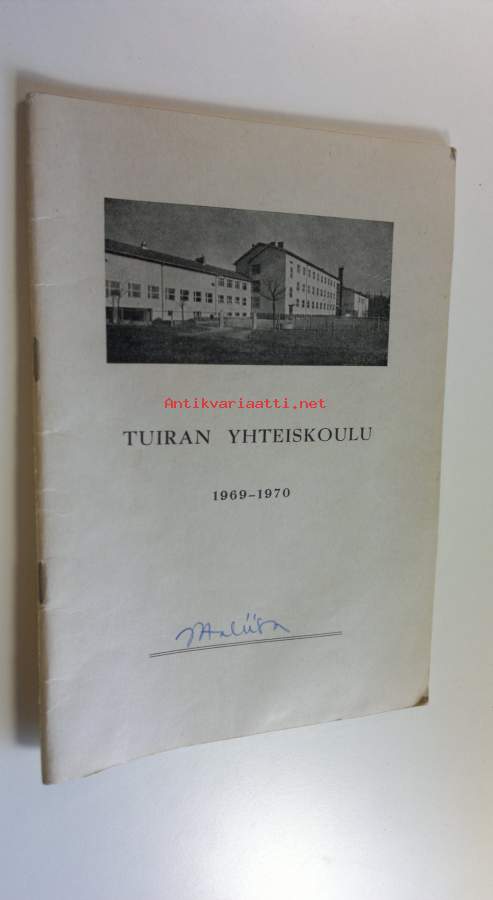 Antikvariaatti.net
TUIRAN YHTEISKOULU
1969–1970